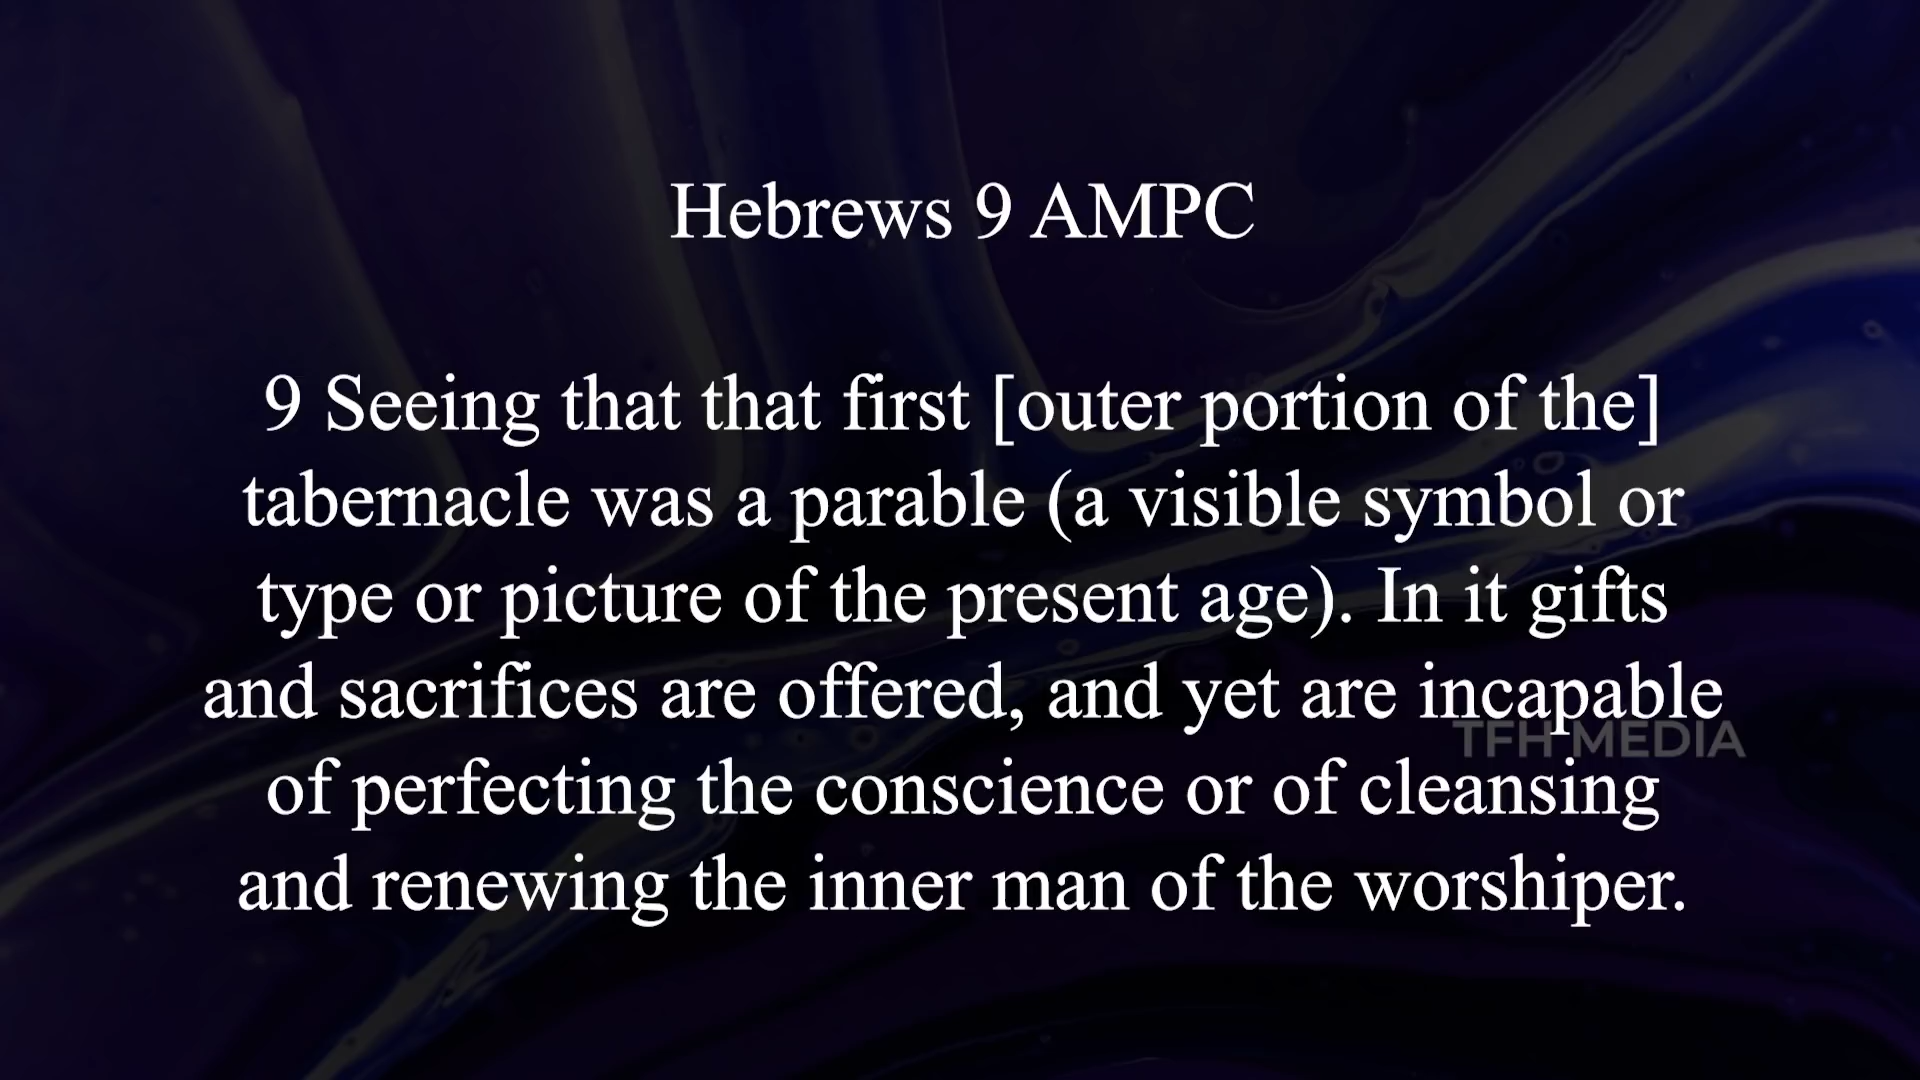 Hebrews 9 AMPC
9 Seeing that that first [outer portion of the]
tabernacle was a parable (a visible symbol or
type or picture of the present age). In it gifts
and sacrifices are offered, and yet are incapable
TFH MEDIA
of perfecting the conscience or of cleansing
and renewing the inner man of the worshiper.